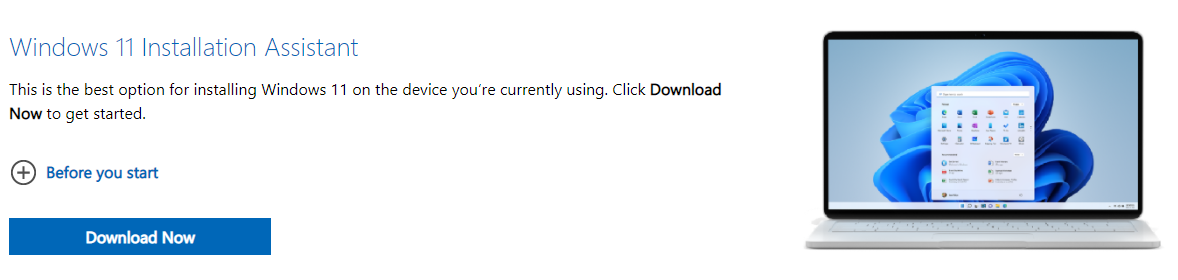 Windows 11 Installation Assistant
This is the best option for installing Windows 11 on the device you’re currently using. Click Download
Now to get started.
Before you start
Download Now